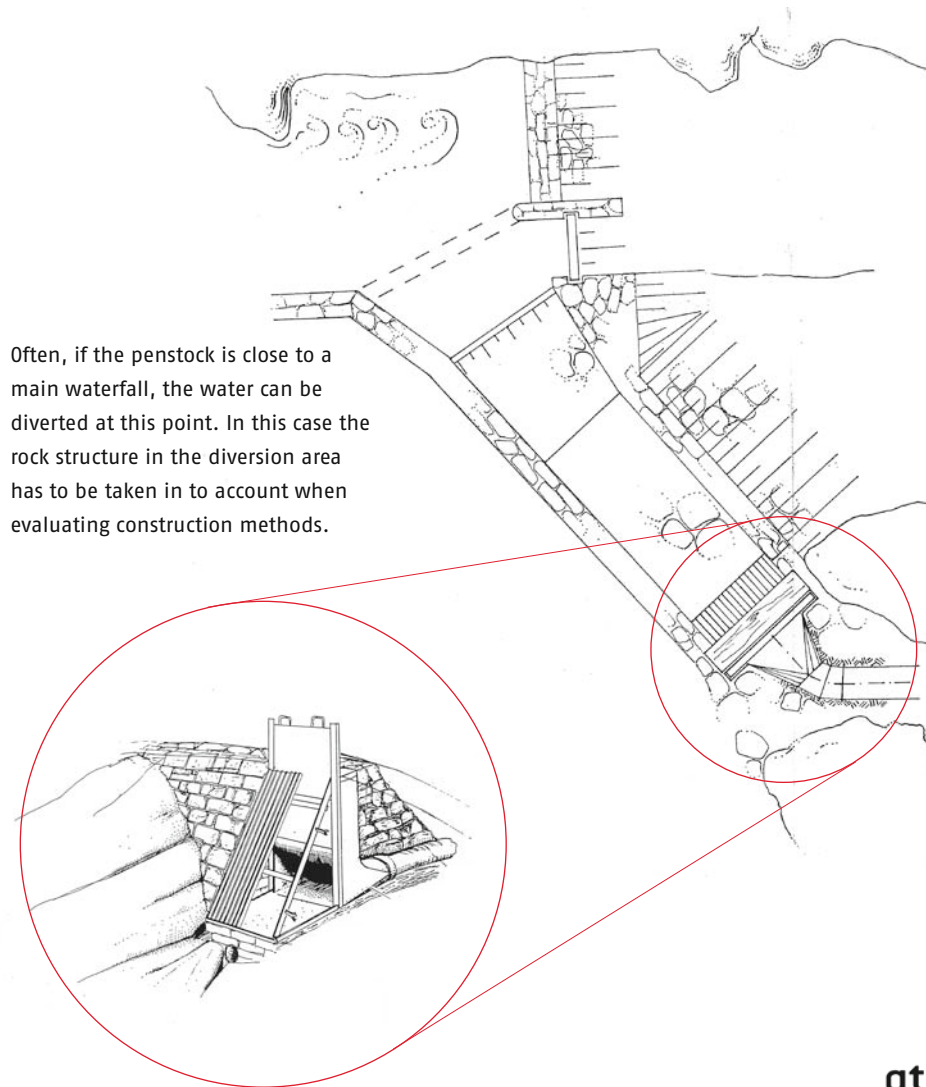 Often, if the penstock is close to a
main waterfall, the water can be
diverted at this point. In this case the
rock structure in the diversion area
has to be taken in to account when
evaluating construction methods.